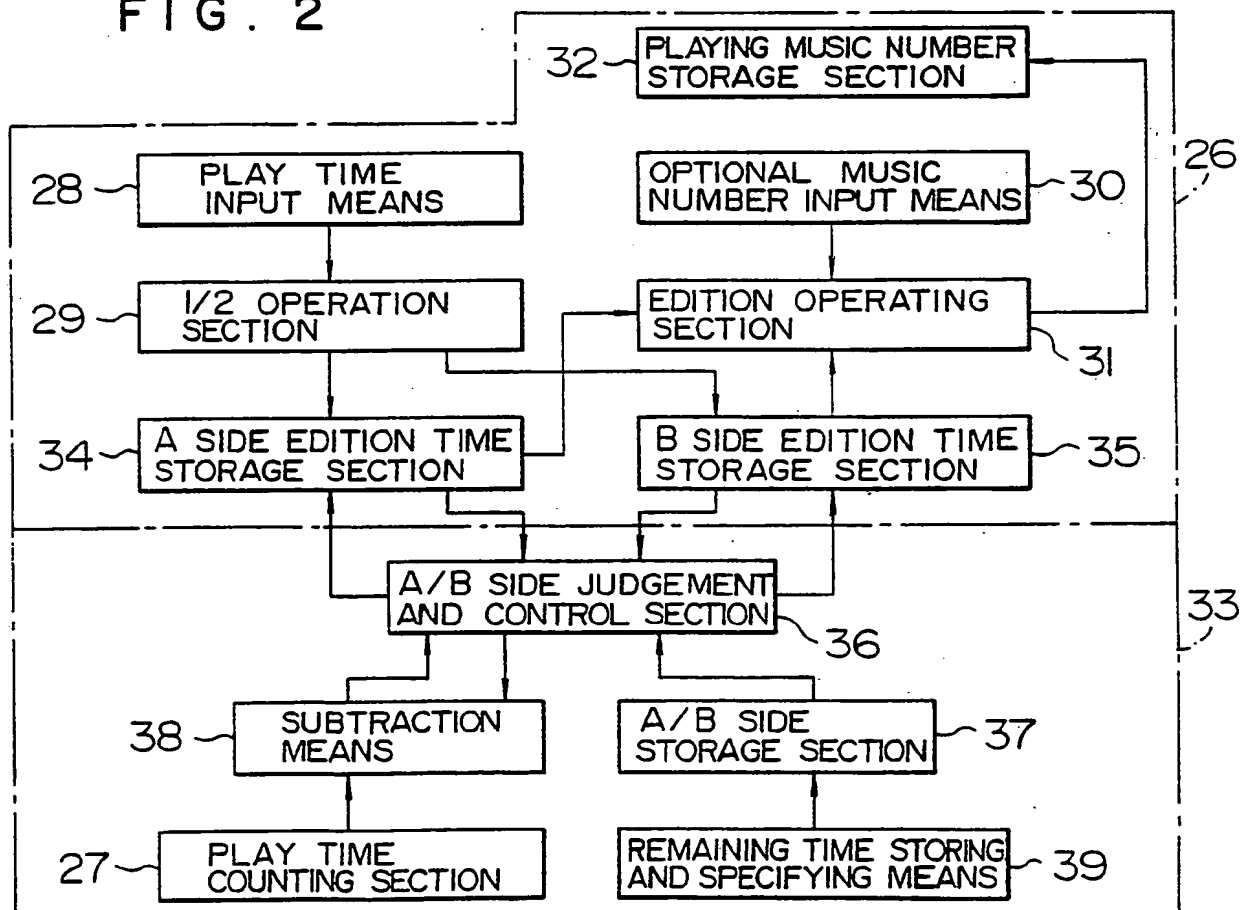 FIG. 2
PLAYING MUSIC NUMBER
STORAGE SECTION
32
PLAY TIME
INPUT MEANS
28
OPTIONAL MUSIC
NUMBER INPUT MEANS
30
26
1/2 OPERATION
SECTION
29
EDITION OPERATING
SECTION
31
A SIDE EDITION TIME
STORAGE SECTION
34
B SIDE EDITION TIME
STORAGE SECTION
35
A/B SIDE JUDGEMENT
AND CONTROL SECTION
36
33
SUBTRACTION
MEANS
38
A/B SIDE
STORAGE SECTION
37
PLAY TIME
COUNTING SECTION
27
REMAINING TIME STORING
AND SPECIFYING MEANS
39